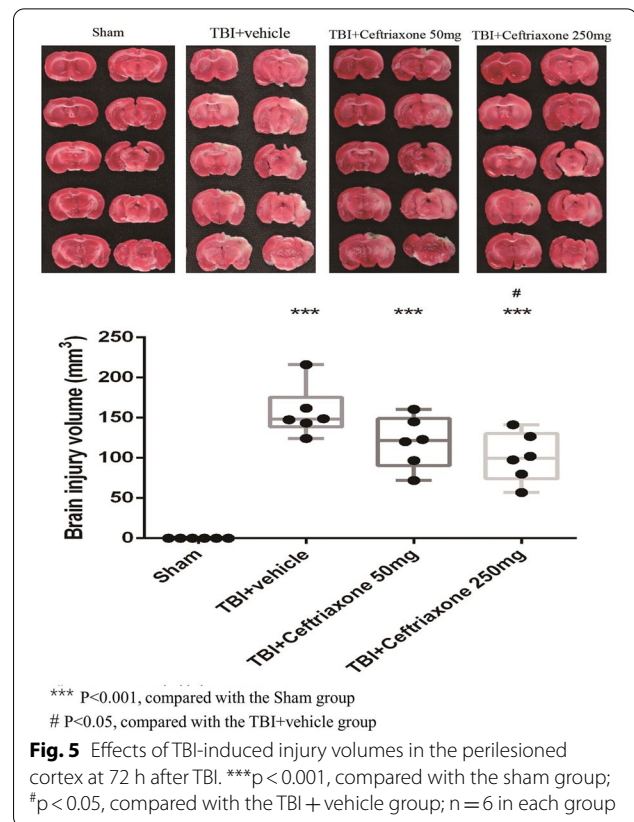 Sham TBI+vehicle TBI+Ceftriaxone 50mg TBI+Ceftriaxone 250mg
#
*** *** ***
Brain injury volume (mm³)
250
200
150
100
50
0
Sham
TBI+vehicle
TBI+Ceftriaxone 50mg
TBI+Ceftriaxone 250mg
*** P<0.001, compared with the Sham group
# P<0.05, compared with the TBI+vehicle group
Fig. 5 Effects of TBI-induced injury volumes in the perilesioned
cortex at 72 h after TBI. ***p < 0.001, compared with the sham group;
#p < 0.05, compared with the TBI + vehicle group; n = 6 in each group